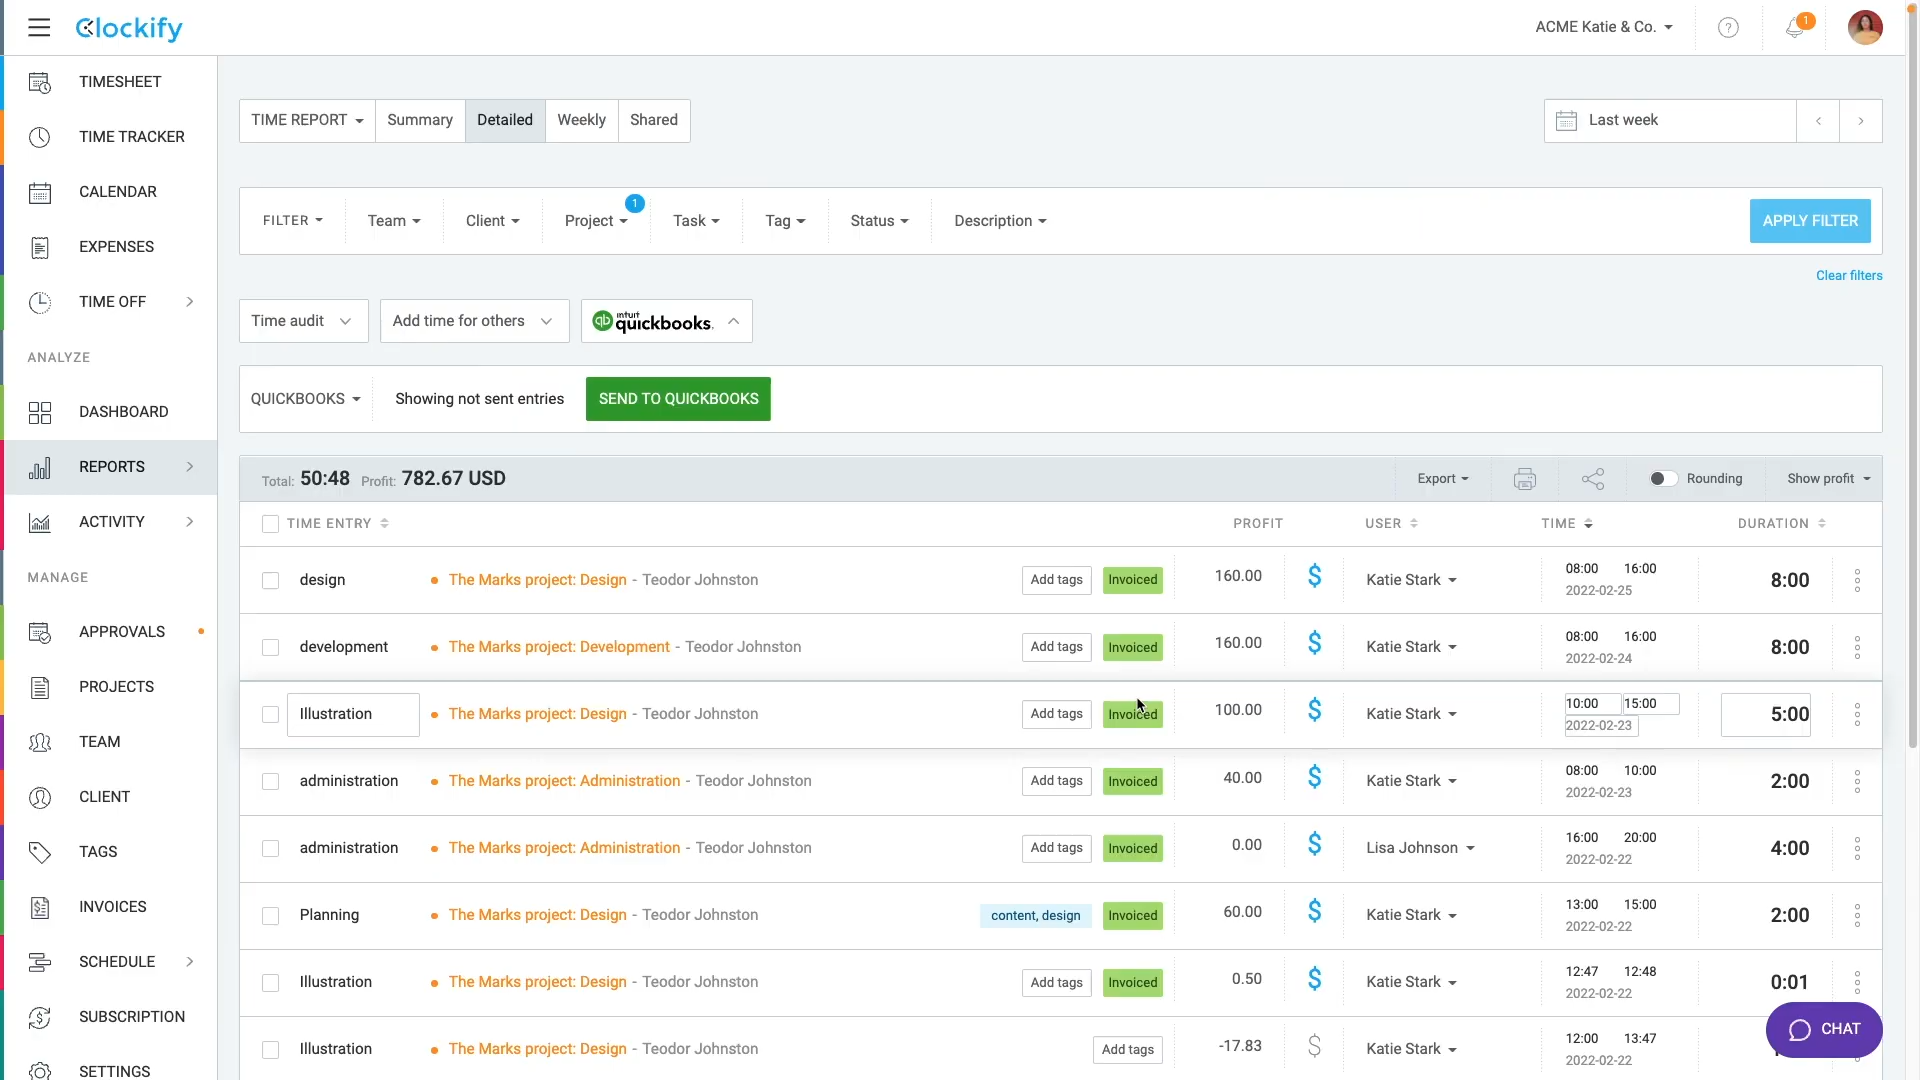 Clockify
ACME Katie & Co.
?
1
TIMESHEET
TIME TRACKER
CALENDAR
EXPENSES
TIME OFF
ANALYZE
DASHBOARD
REPORTS
ACTIVITY
MANAGE
APPROVALS
PROJECTS
TEAM
CLIENT
TAGS
INVOICES
SCHEDULE
SUBSCRIPTION
SETTINGS
TIME REPORT Summary Detailed Weekly Shared
Last week
FILTER Team Client Project 1 Task Tag Status Description APPLY FILTER
Clear filters
Time audit Add time for others qb intuit quickbooks.
QUICKBOOKS Showing not sent entries SEND TO QUICKBOOKS
Total: 50:48 Profit: 782.67 USD Export Rounding Show profit
TIME ENTRY PROFIT USER TIME DURATION
design The Marks project: Design - Teodor Johnston Add tags Invoiced 160.00 $ Katie Stark 08:00 16:00 8:00
2022-02-25
development The Marks project: Development - Teodor Johnston Add tags Invoiced 160.00 $ Katie Stark 08:00 16:00 8:00
2022-02-24
Illustration The Marks project: Design - Teodor Johnston Add tags Invoiced 100.00 $ Katie Stark 10:00 15:00 5:00
2022-02-23
administration The Marks project: Administration - Teodor Johnston Add tags Invoiced 40.00 $ Katie Stark 08:00 10:00 2:00
2022-02-23
administration The Marks project: Administration - Teodor Johnston Add tags Invoiced 0.00 $ Lisa Johnson 16:00 20:00 4:00
2022-02-22
Planning The Marks project: Design - Teodor Johnston content, design Invoiced 60.00 $ Katie Stark 13:00 15:00 2:00
2022-02-22
Illustration The Marks project: Design - Teodor Johnston Add tags Invoiced 0.50 $ Katie Stark 12:47 12:48 0:01
2022-02-22
Illustration The Marks project: Design - Teodor Johnston Add tags -17.83 $ Katie Stark 12:00 13:47
2022-02-22
CHAT